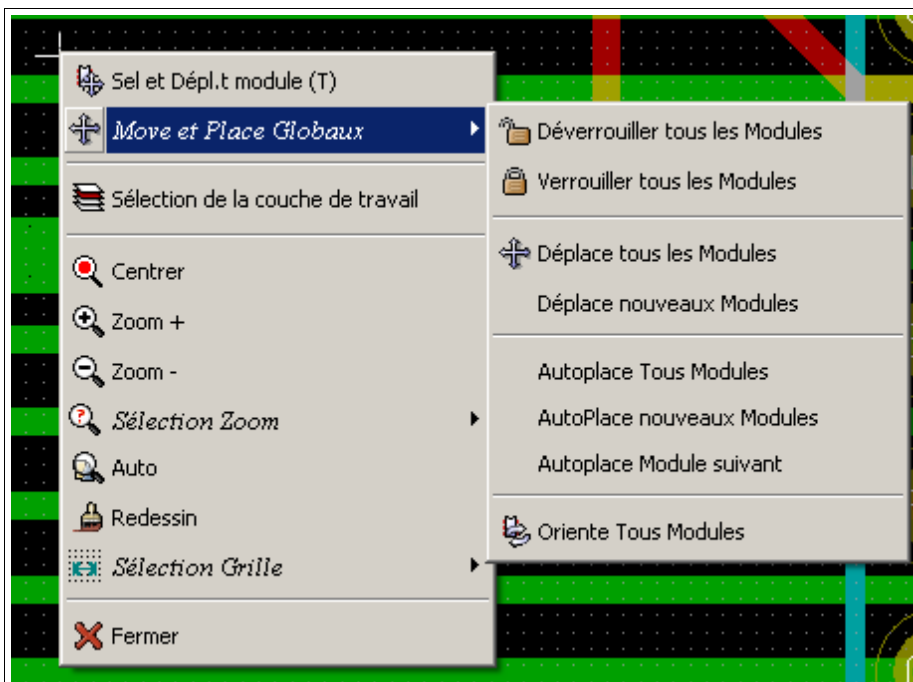 Sel et Dépl.t module (T)
Move et Place Globaux
Sélection de la couche de travail
Centrer
Zoom +
Zoom -
Sélection Zoom
Auto
Redessin
Sélection Grille
Fermer
Déverrouiller tous les Modules
Verrouiller tous les Modules
Déplace tous les Modules
Déplace nouveaux Modules
Autoplace Tous Modules
AutoPlace nouveaux Modules
Autoplace Module suivant
Oriente Tous Modules